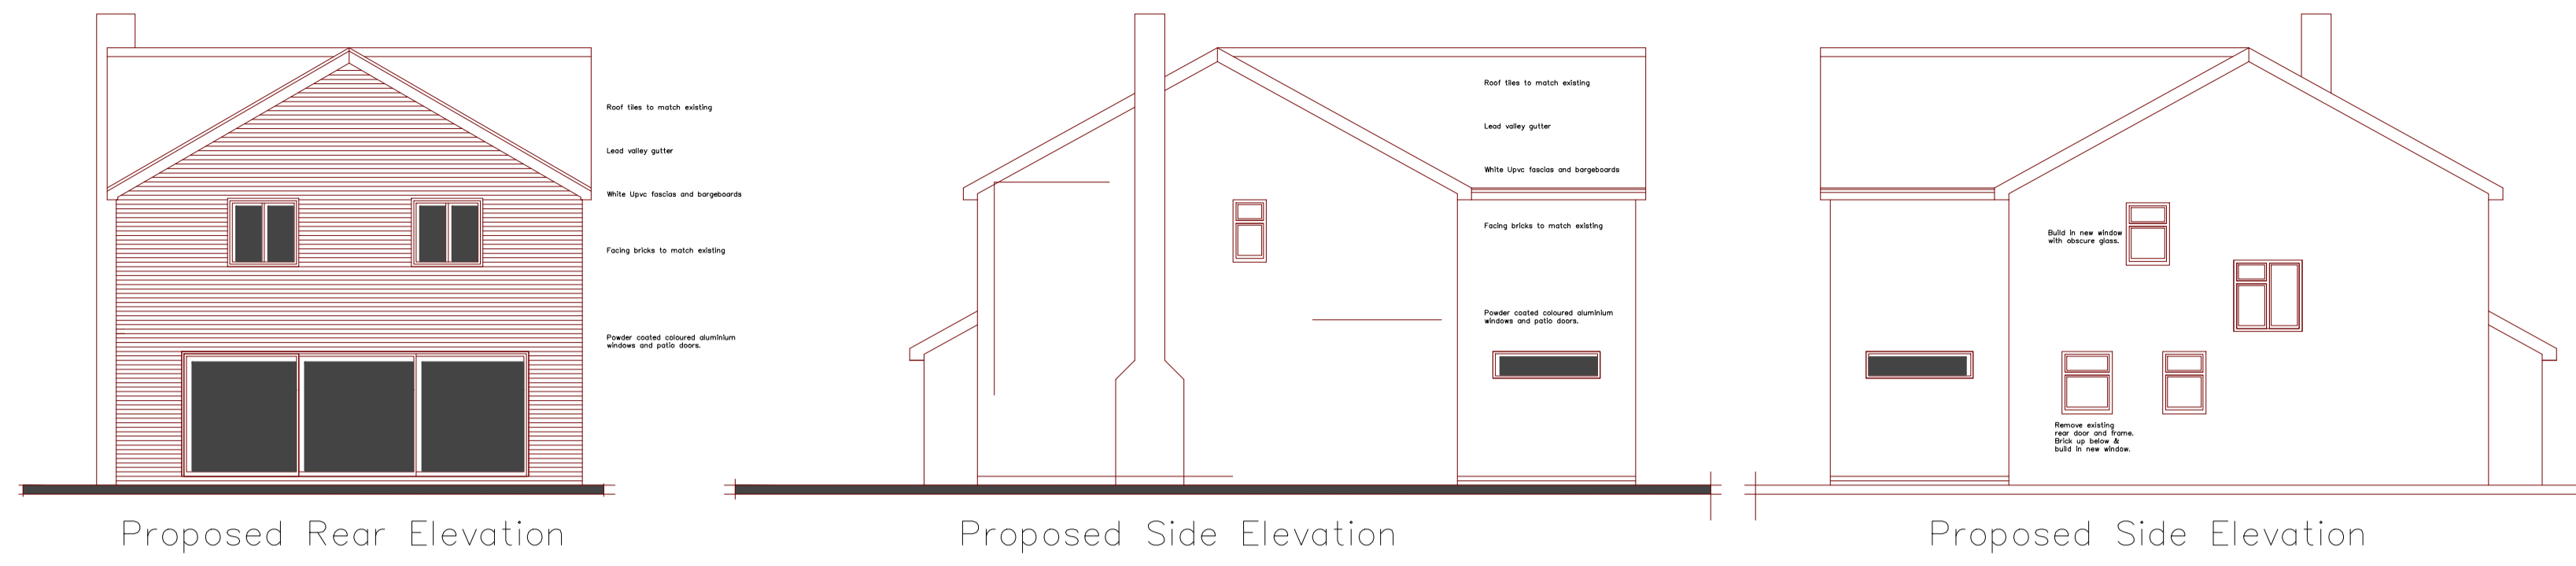 Roof tiles to match existing
Lead valley gutter
White Upvc fascias and bargeboards
Facing bricks to match existing
Powder coated coloured aluminium
windows and patio doors.
Proposed Rear Elevation
Roof tiles to match existing
Lead valley gutter
White Upvc fascias and bargeboards
Facing bricks to match existing
Powder coated coloured aluminium
windows and patio doors.
Proposed Side Elevation
Build in new window
with obscure glass.
Remove existing
rear door and frame.
Brick up below &
build in new window.
Proposed Side Elevation